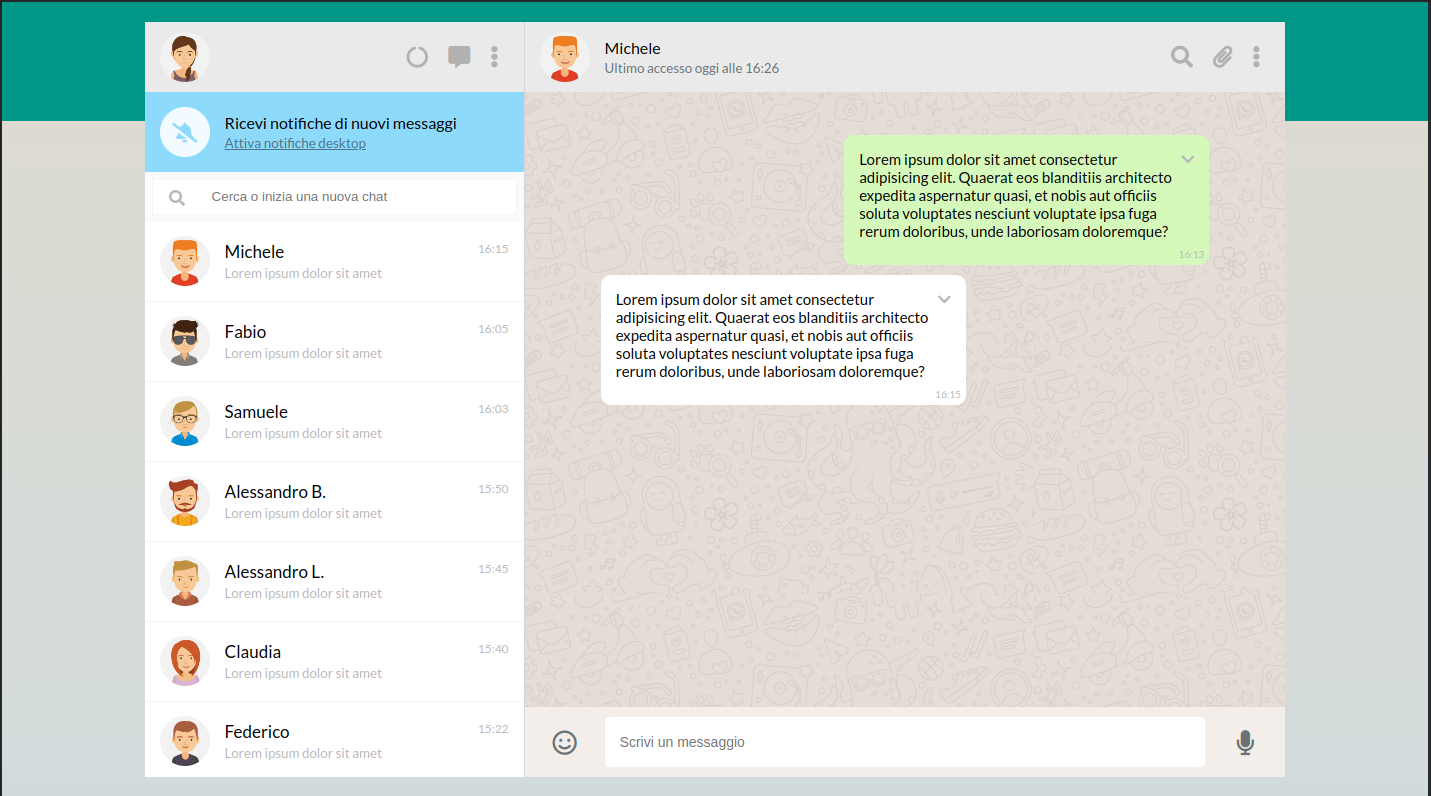 Michele
Ultimo accesso oggi alle 16:26
Ricevi notifiche di nuovi messaggi
Attiva notifiche desktop
Cerca o inizia una nuova chat
Michele
16:15
Lorem ipsum dolor sit amet
Fabio
16:05
Lorem ipsum dolor sit amet
Samuele
16:03
Lorem ipsum dolor sit amet
Alessandro B.
15:50
Lorem ipsum dolor sit amet
Alessandro L.
15:45
Lorem ipsum dolor sit amet
Claudia
15:40
Lorem ipsum dolor sit amet
Federico
15:22
Lorem ipsum dolor sit amet
Lorem ipsum dolor sit amet consectetur
adipisicing elit. Quaerat eos blanditiis architecto
expedita aspernatur quasi, et nobis aut officiis
soluta voluptates nesciunt voluptate ipsa fuga
rerum doloribus, unde laboriosam doloremque?
16:13
Lorem ipsum dolor sit amet consectetur
adipisicing elit. Quaerat eos blanditiis architecto
expedita aspernatur quasi, et nobis aut officiis
soluta voluptates nesciunt voluptate ipsa fuga
rerum doloribus, unde laboriosam doloremque?
16:15
Scrivi un messaggio